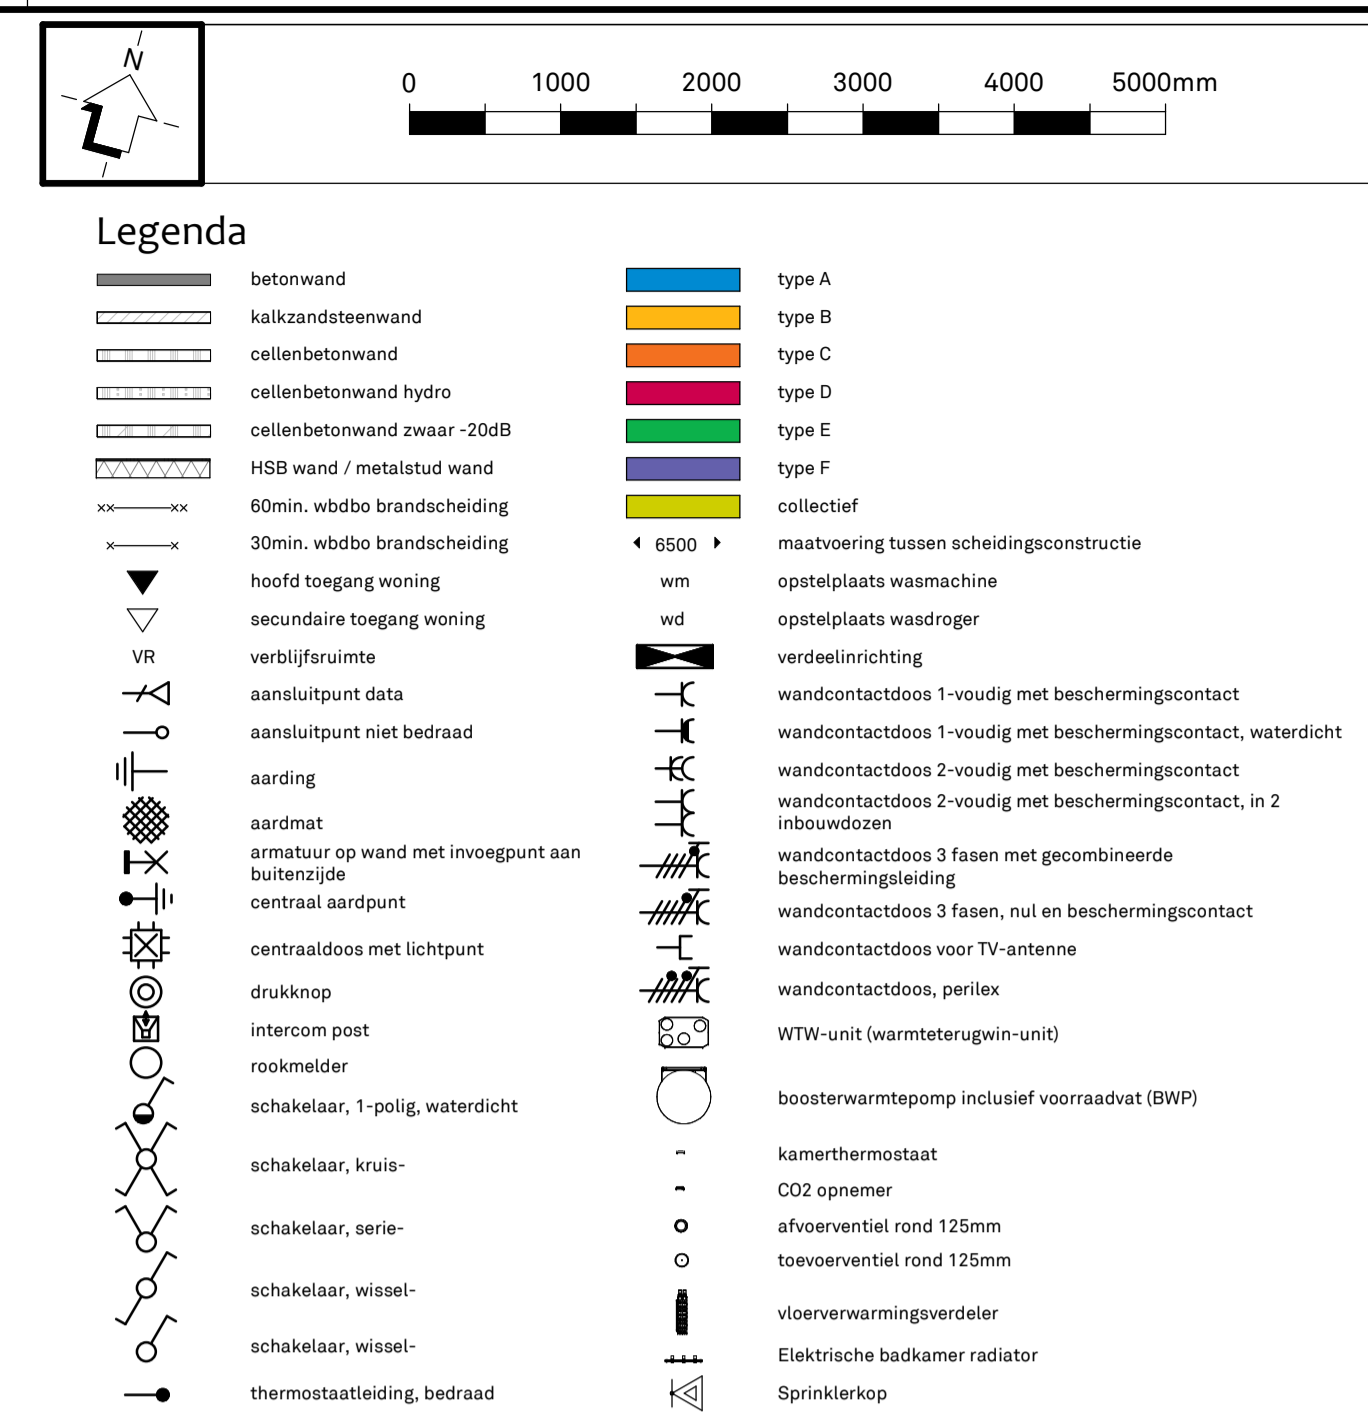 N
0 1000 2000 3000 4000 5000mm
Legenda
betonwand
kalkzandsteenwand
cellenbetonwand
cellenbetonwand hydro
cellenbetonwand zwaar -20dB
HSB wand / metalstud wand
60min. wbdbo brandscheiding
30min. wbdbo brandscheiding
hoofd toegang woning
secundaire toegang woning
VR verblijfsruimte
aansluitpunt data
aansluitpunt niet bedraad
aarding
aardmat
armatuur op wand met invoegpunt aan
buitenzijde
centraal aardpunt
centraaldoos met lichtpunt
drukknop
intercom post
rookmelder
schakelaar, 1-polig, waterdicht
schakelaar, kruis-
schakelaar, serie-
schakelaar, wissel-
schakelaar, wissel-
thermostaatleiding, bedraad
type A
type B
type C
type D
type E
type F
collectief
6500 maatvoering tussen scheidingsconstructie
wm opstelplaats wasmachine
wd opstelplaats wasdroger
verdeelinrichting
wandcontactdoos 1-voudig met beschermingscontact
wandcontactdoos 1-voudig met beschermingscontact, waterdicht
wandcontactdoos 2-voudig met beschermingscontact
wandcontactdoos 2-voudig met beschermingscontact, in 2
inbouwdozen
wandcontactdoos 3 fasen met gecombineerde
beschermingsleiding
wandcontactdoos 3 fasen, nul en beschermingscontact
wandcontactdoos voor TV-antenne
wandcontactdoos, perilex
WTW-unit (warmteterugwin-unit)
boosterwarmtepomp inclusief voorraadvat (BWP)
kamerthermostaat
CO2 opnemer
afvoerventiel rond 125mm
toevoerventiel rond 125mm
vloerverwarmingsverdeler
Elektrische badkamer radiator
Sprinklerkop